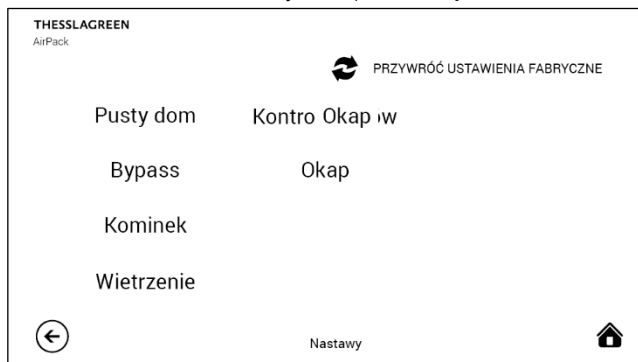 THESSLAGREEN
AirPack
PRZYWRÓĆ USTAWIENIA FABRYCZNE
Pusty dom
Kontro Okap
Bypass
Okap
Kominek
Wietrzenie
Nastawy